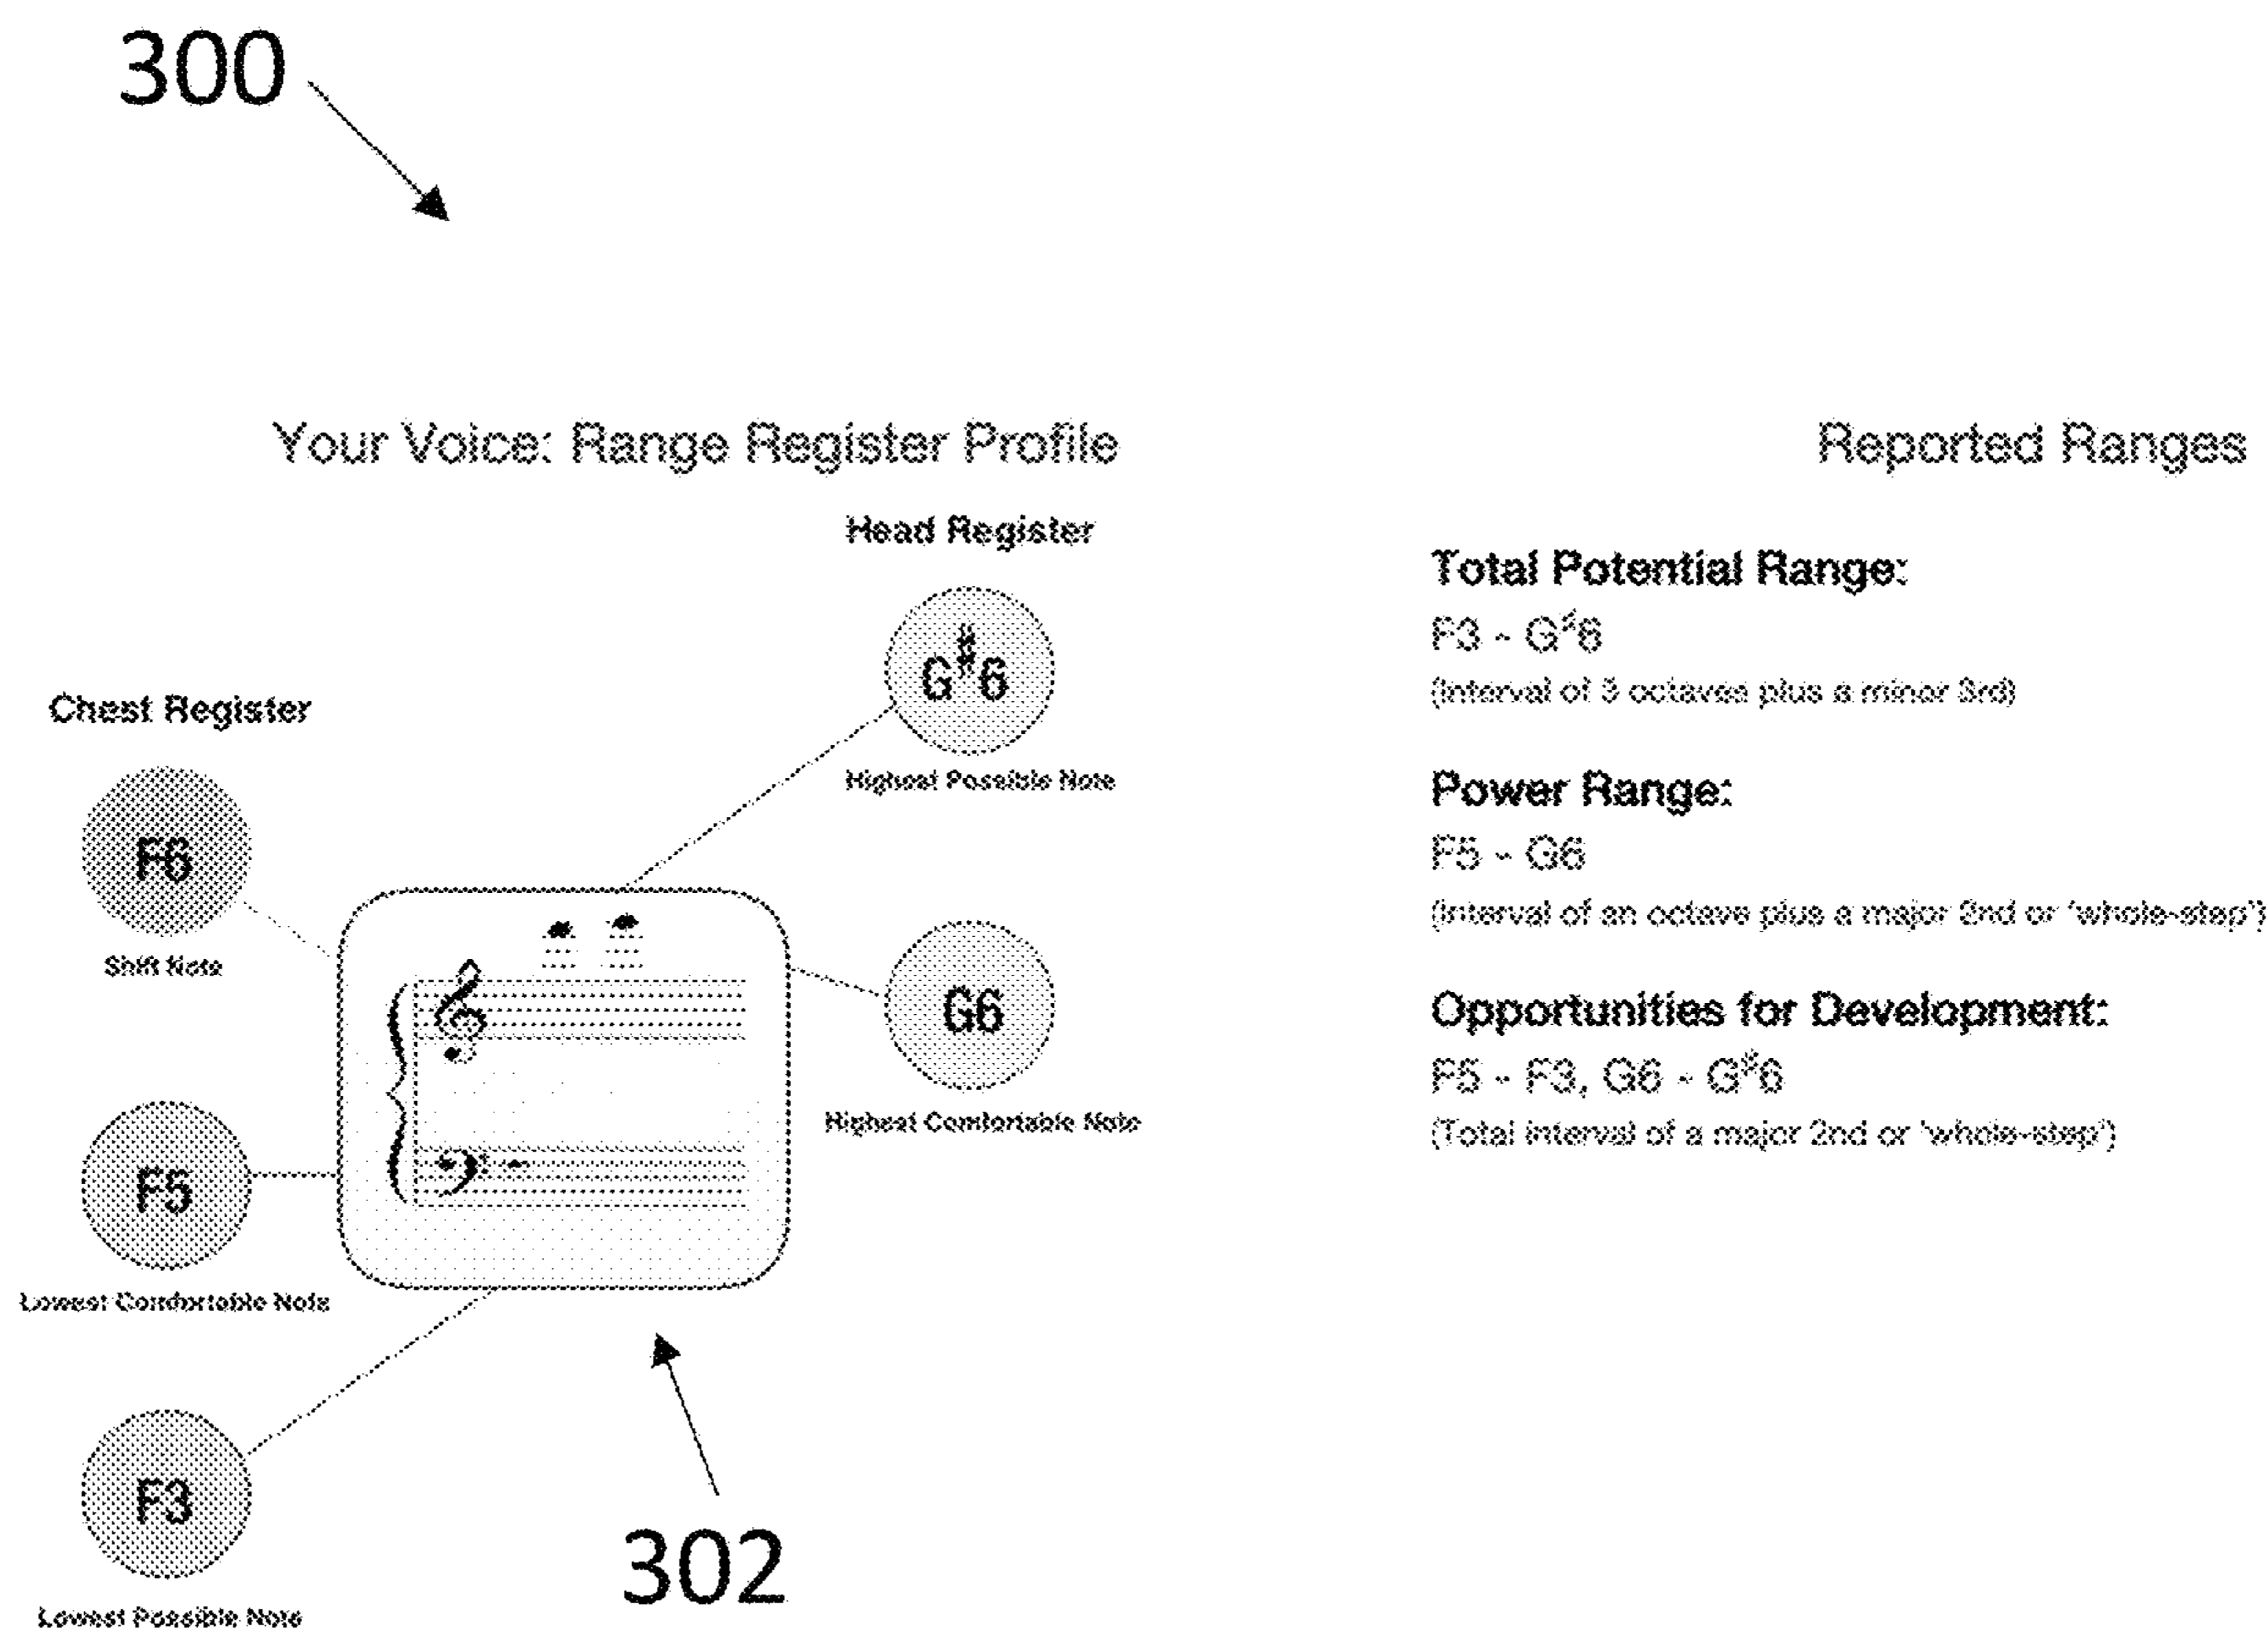 300
Your Voice: Range Register Profile
Head Register
G♯6
Highest Possible Note
Chest Register
F6
Shift Note
G6
Highest Comfortable Note
F5
Lowest Comfortable Note
F3
Lowest Possible Note
302
Reported Ranges
Total Potential Range:
F3 - G♯6
(Interval of 3 octaves plus a minor 3rd)
Power Range:
F5 - G6
(Interval of an octave plus a major 2nd or 'whole-step')
Opportunities for Development:
F5 - F3, G6 - G♯6
(Total interval of a major 2nd or 'whole-step')